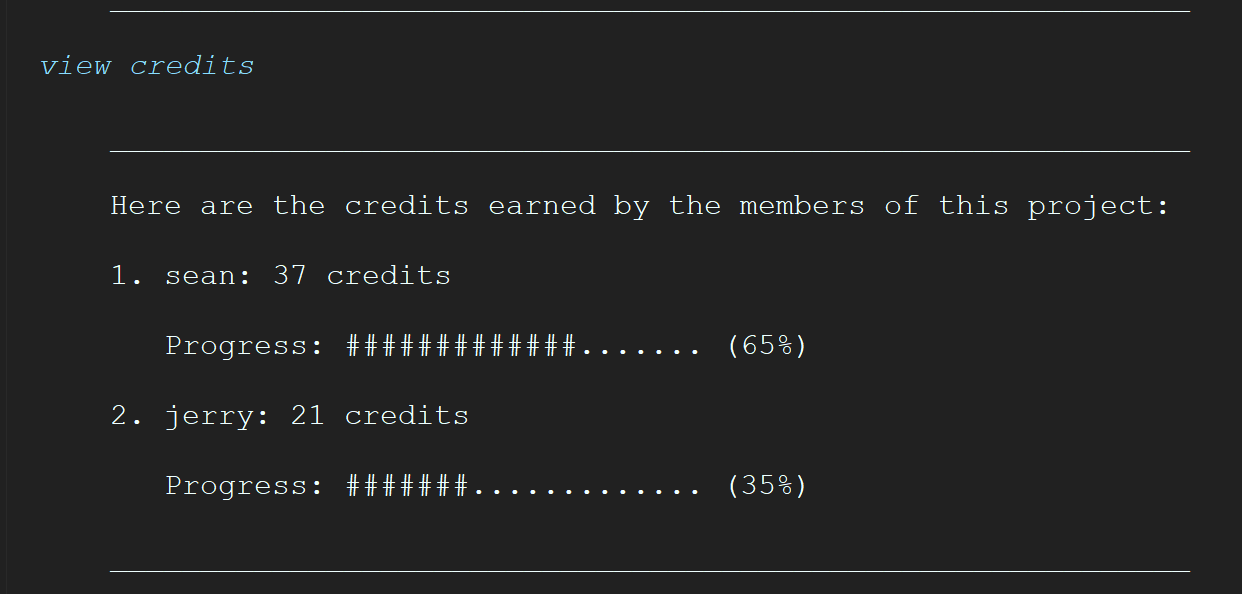 view credits
Here are the credits earned by the members of this project:
1. sean: 37 credits
Progress: #############....... (65%)
2. jerry: 21 credits
Progress: #######............. (35%)